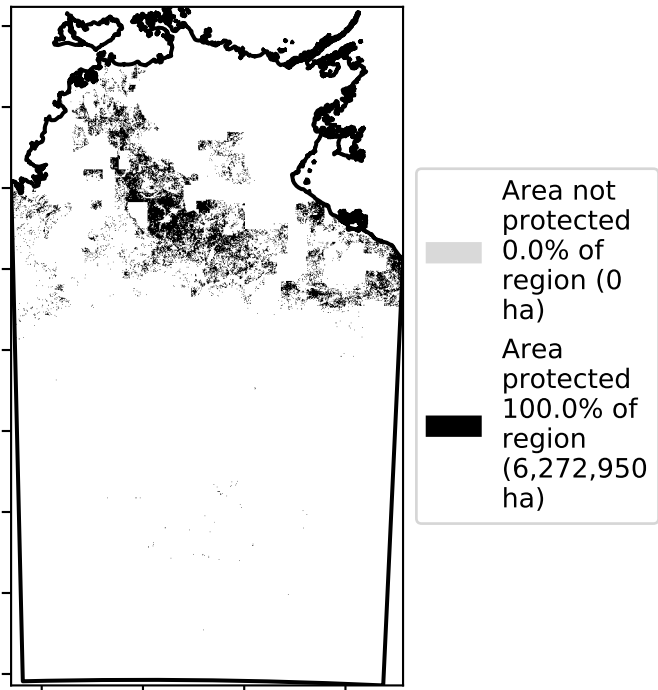 Area not
protected
0.0% of
region (0
ha)
Area
protected
100.0% of
region
(6,272,950
ha)